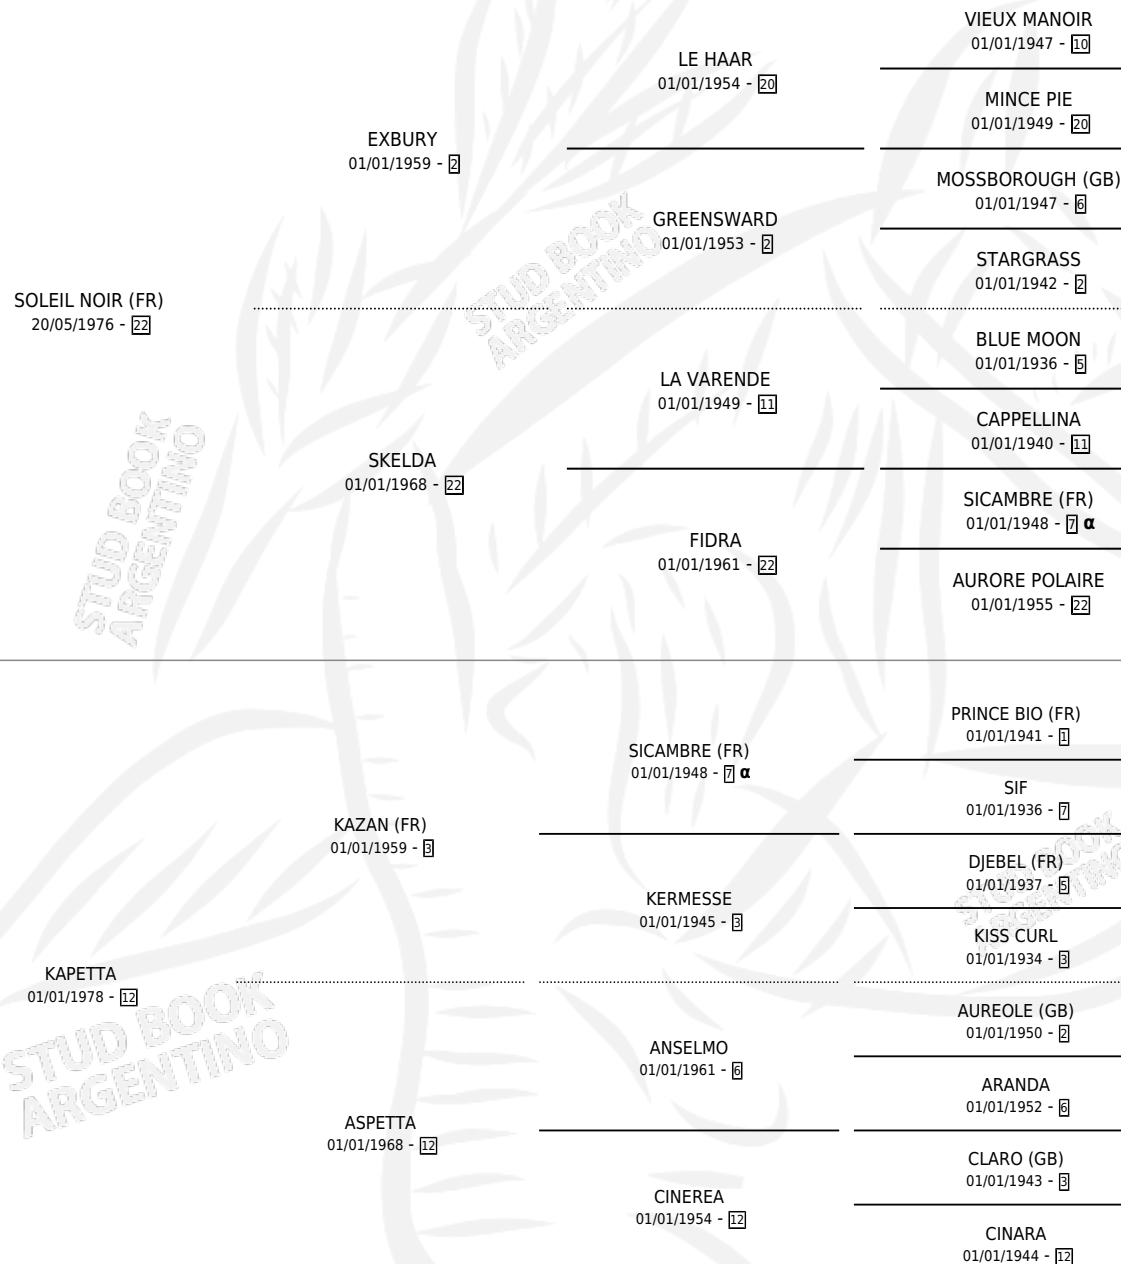 SOLEIL NOIR (FR)
20/05/1976 - 22
EXBURY
01/01/1959 - 2
LE HAAR
01/01/1954 - 20
VIEUX MANOIR
01/01/1947 - 10
MINCE PIE
01/01/1949 - 20
GREENSWARD
01/01/1953 - 2
MOSSBOROUGH (GB)
01/01/1947 - 6
STARGRASS
01/01/1942 - 2
SKELDA
01/01/1968 - 22
LA VARENDE
01/01/1949 - 11
BLUE MOON
01/01/1936 - 5
CAPPELLINA
01/01/1940 - 11
FIDRA
01/01/1961 - 22
SICAMBRE (FR)
01/01/1948 - 7 α
AURORE POLAIRE
01/01/1955 - 22
KAPETTA
01/01/1978 - 12
KAZAN (FR)
01/01/1959 - 3
SICAMBRE (FR)
01/01/1948 - 7 α
PRINCE BIO (FR)
01/01/1941 - 1
SIF
01/01/1936 - 7
KERMESSE
01/01/1945 - 3
DJEBEL (FR)
01/01/1937 - 5
KISS CURL
01/01/1934 - 3
ASPETTA
01/01/1968 - 12
ANSELMO
01/01/1961 - 6
AUREOLE (GB)
01/01/1950 - 2
ARANDA
01/01/1952 - 6
CINEREA
01/01/1954 - 12
CLARO (GB)
01/01/1943 - 3
CINARA
01/01/1944 - 12
STUD BOOK
ARGENTINO
STUD BOOK
ARGENTINO
STUD BOOK
ARGENTINO
STUD BOOK
ARGENTINO